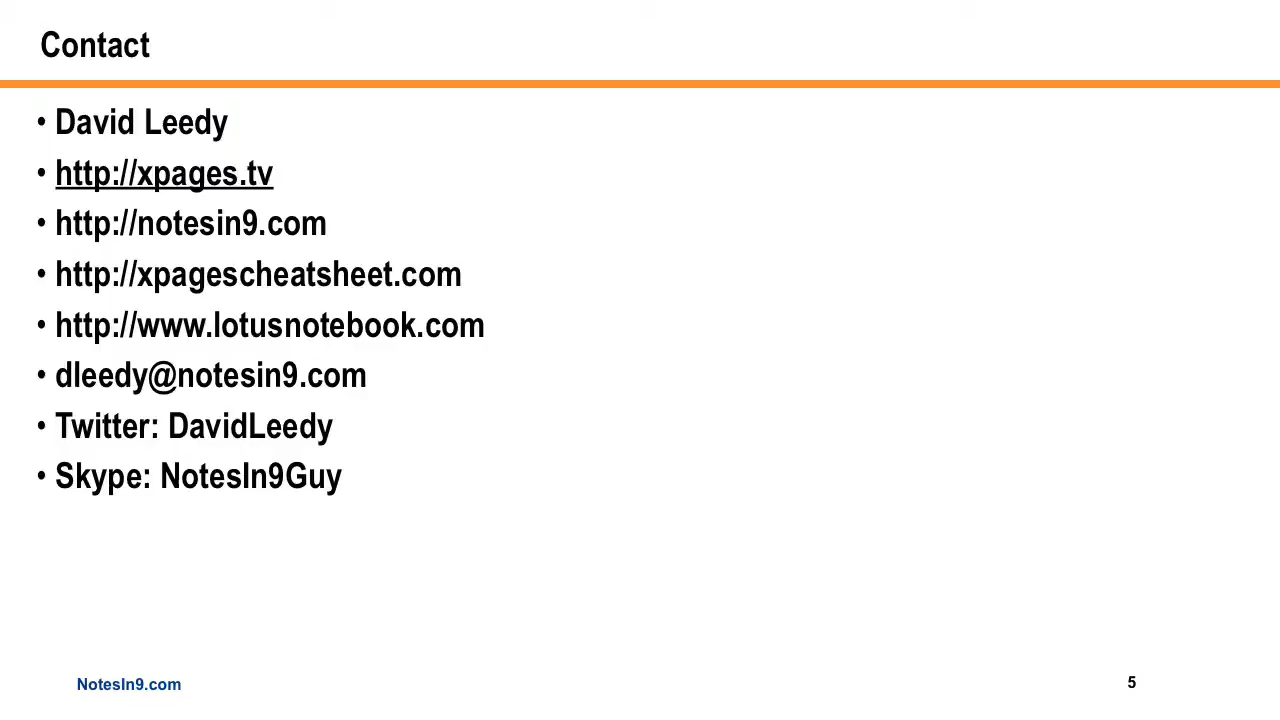 Contact
• David Leedy
• http://xpages.tv
• http://notesin9.com
• http://xpagescheatsheet.com
• http://www.lotusnotebook.com
• dleedy@notesin9.com
• Twitter: DavidLeedy
• Skype: NotesIn9Guy
NotesIn9.com
5